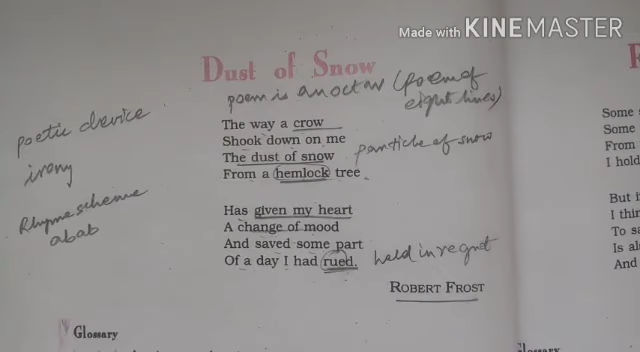 Made with KINEMASTER
Dust of Snow
poem is an octav (poem of
eight lines)
poetic device
irony
Rhyme scheme
abab
The way a crow
Shook down on me
The dust of snow
particle of snow
From a hemlock tree.
Has given my heart
A change of mood
And saved some part
Of a day I had rued.
held in regret
ROBERT FROST
Glossary
Some
Some
From
I hold
But i
I thin
To sa
Is al
And
Glossary